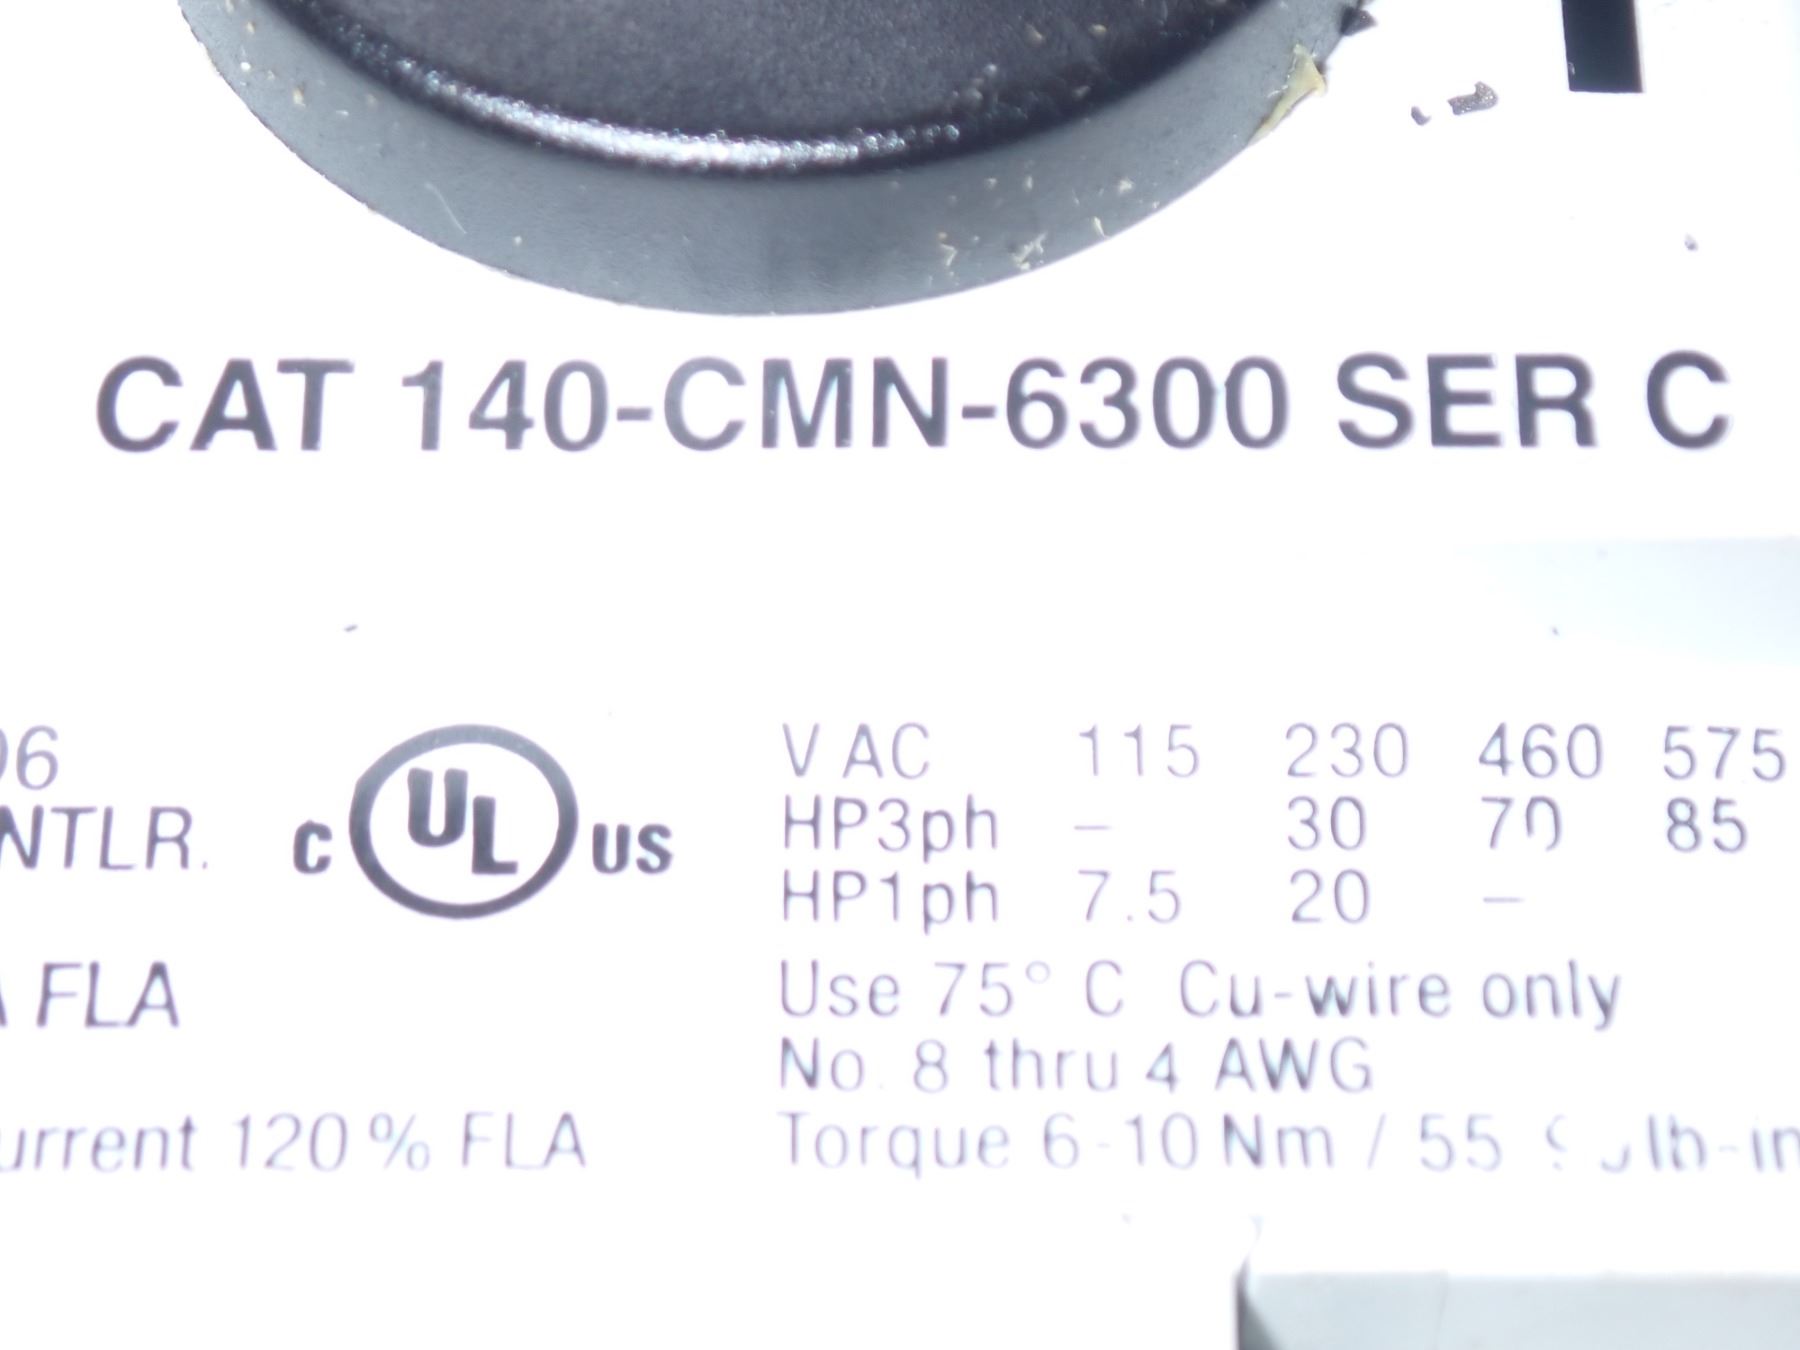 CAT 140-CMN-6300 SER C
NTLR.
FLA
120 % FLA
C UL US
V AC 115 230 460 575
HP3ph – 30 70 85
HP1ph 7.5 20 –
Use 75° C Cu-wire only
No. 8 thru 4 AWG
Torque 6-10 Nm / 55 lb-in